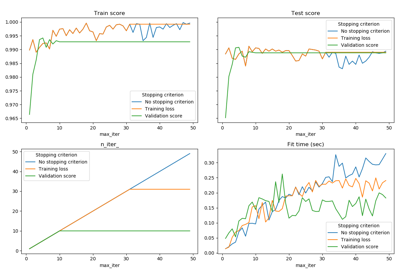 Train score
Test score
1.000
0.995
0.990
0.985
0.980
0.975
0.970
0.965
Stopping criterion
No stopping criterion
Training loss
Validation score
Stopping criterion
No stopping criterion
Training loss
Validation score
0 10 20 30 40 50
max_iter
0 10 20 30 40 50
max_iter
n_iter_
Fit time (sec)
50
40
30
20
10
0
Stopping criterion
No stopping criterion
Training loss
Validation score
0.30
0.25
0.20
0.15
0.10
0.05
0.00
Stopping criterion
No stopping criterion
Training loss
Validation score
0 10 20 30 40 50
max_iter
0 10 20 30 40 50
max_iter